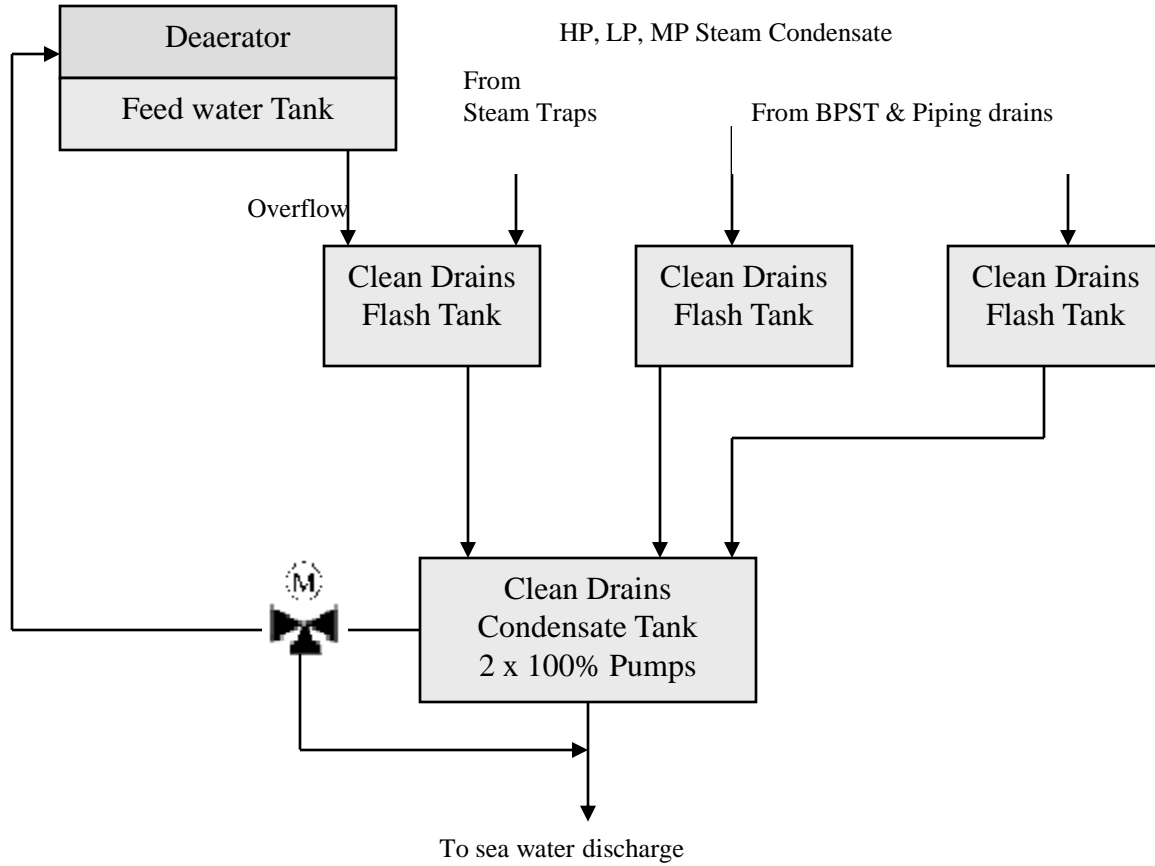 Deaerator
Feed water Tank
HP, LP, MP Steam Condensate
From
Steam Traps
From BPST & Piping drains
Overflow
Clean Drains
Flash Tank
Clean Drains
Flash Tank
Clean Drains
Flash Tank
M
Clean Drains
Condensate Tank
2 x 100% Pumps
To sea water discharge